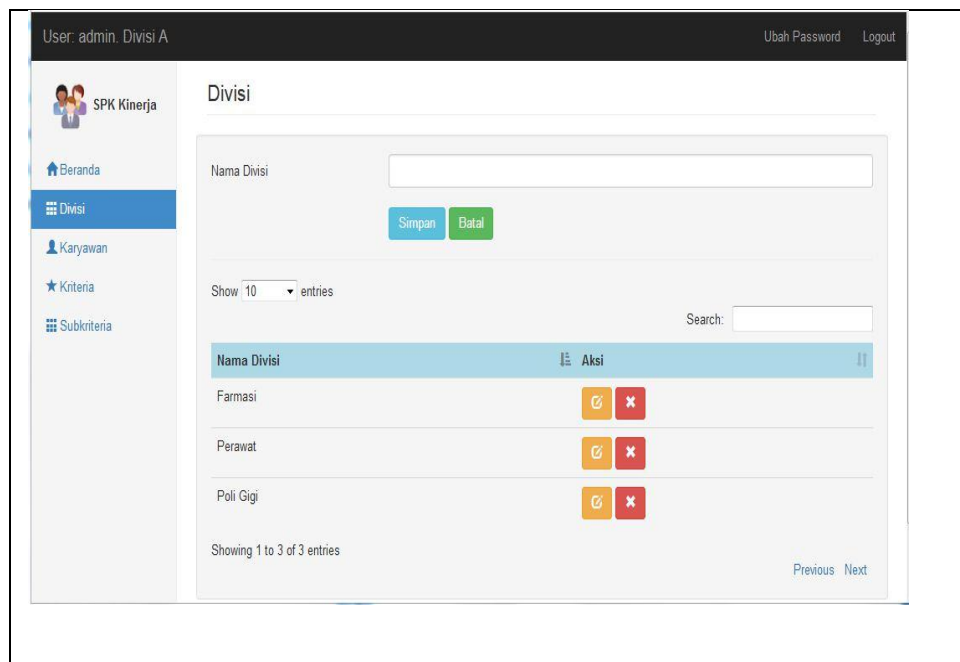 User: admin. Divisi A Ubah Password Logout
SPK Kinerja
Divisi
Beranda
Divisi
Karyawan
Kriteria
Subkriteria
Nama Divisi
Simpan Batal
Show 10 entries
Search:
Nama Divisi Aksi
Farmasi
Perawat
Poli Gigi
Showing 1 to 3 of 3 entries
Previous Next